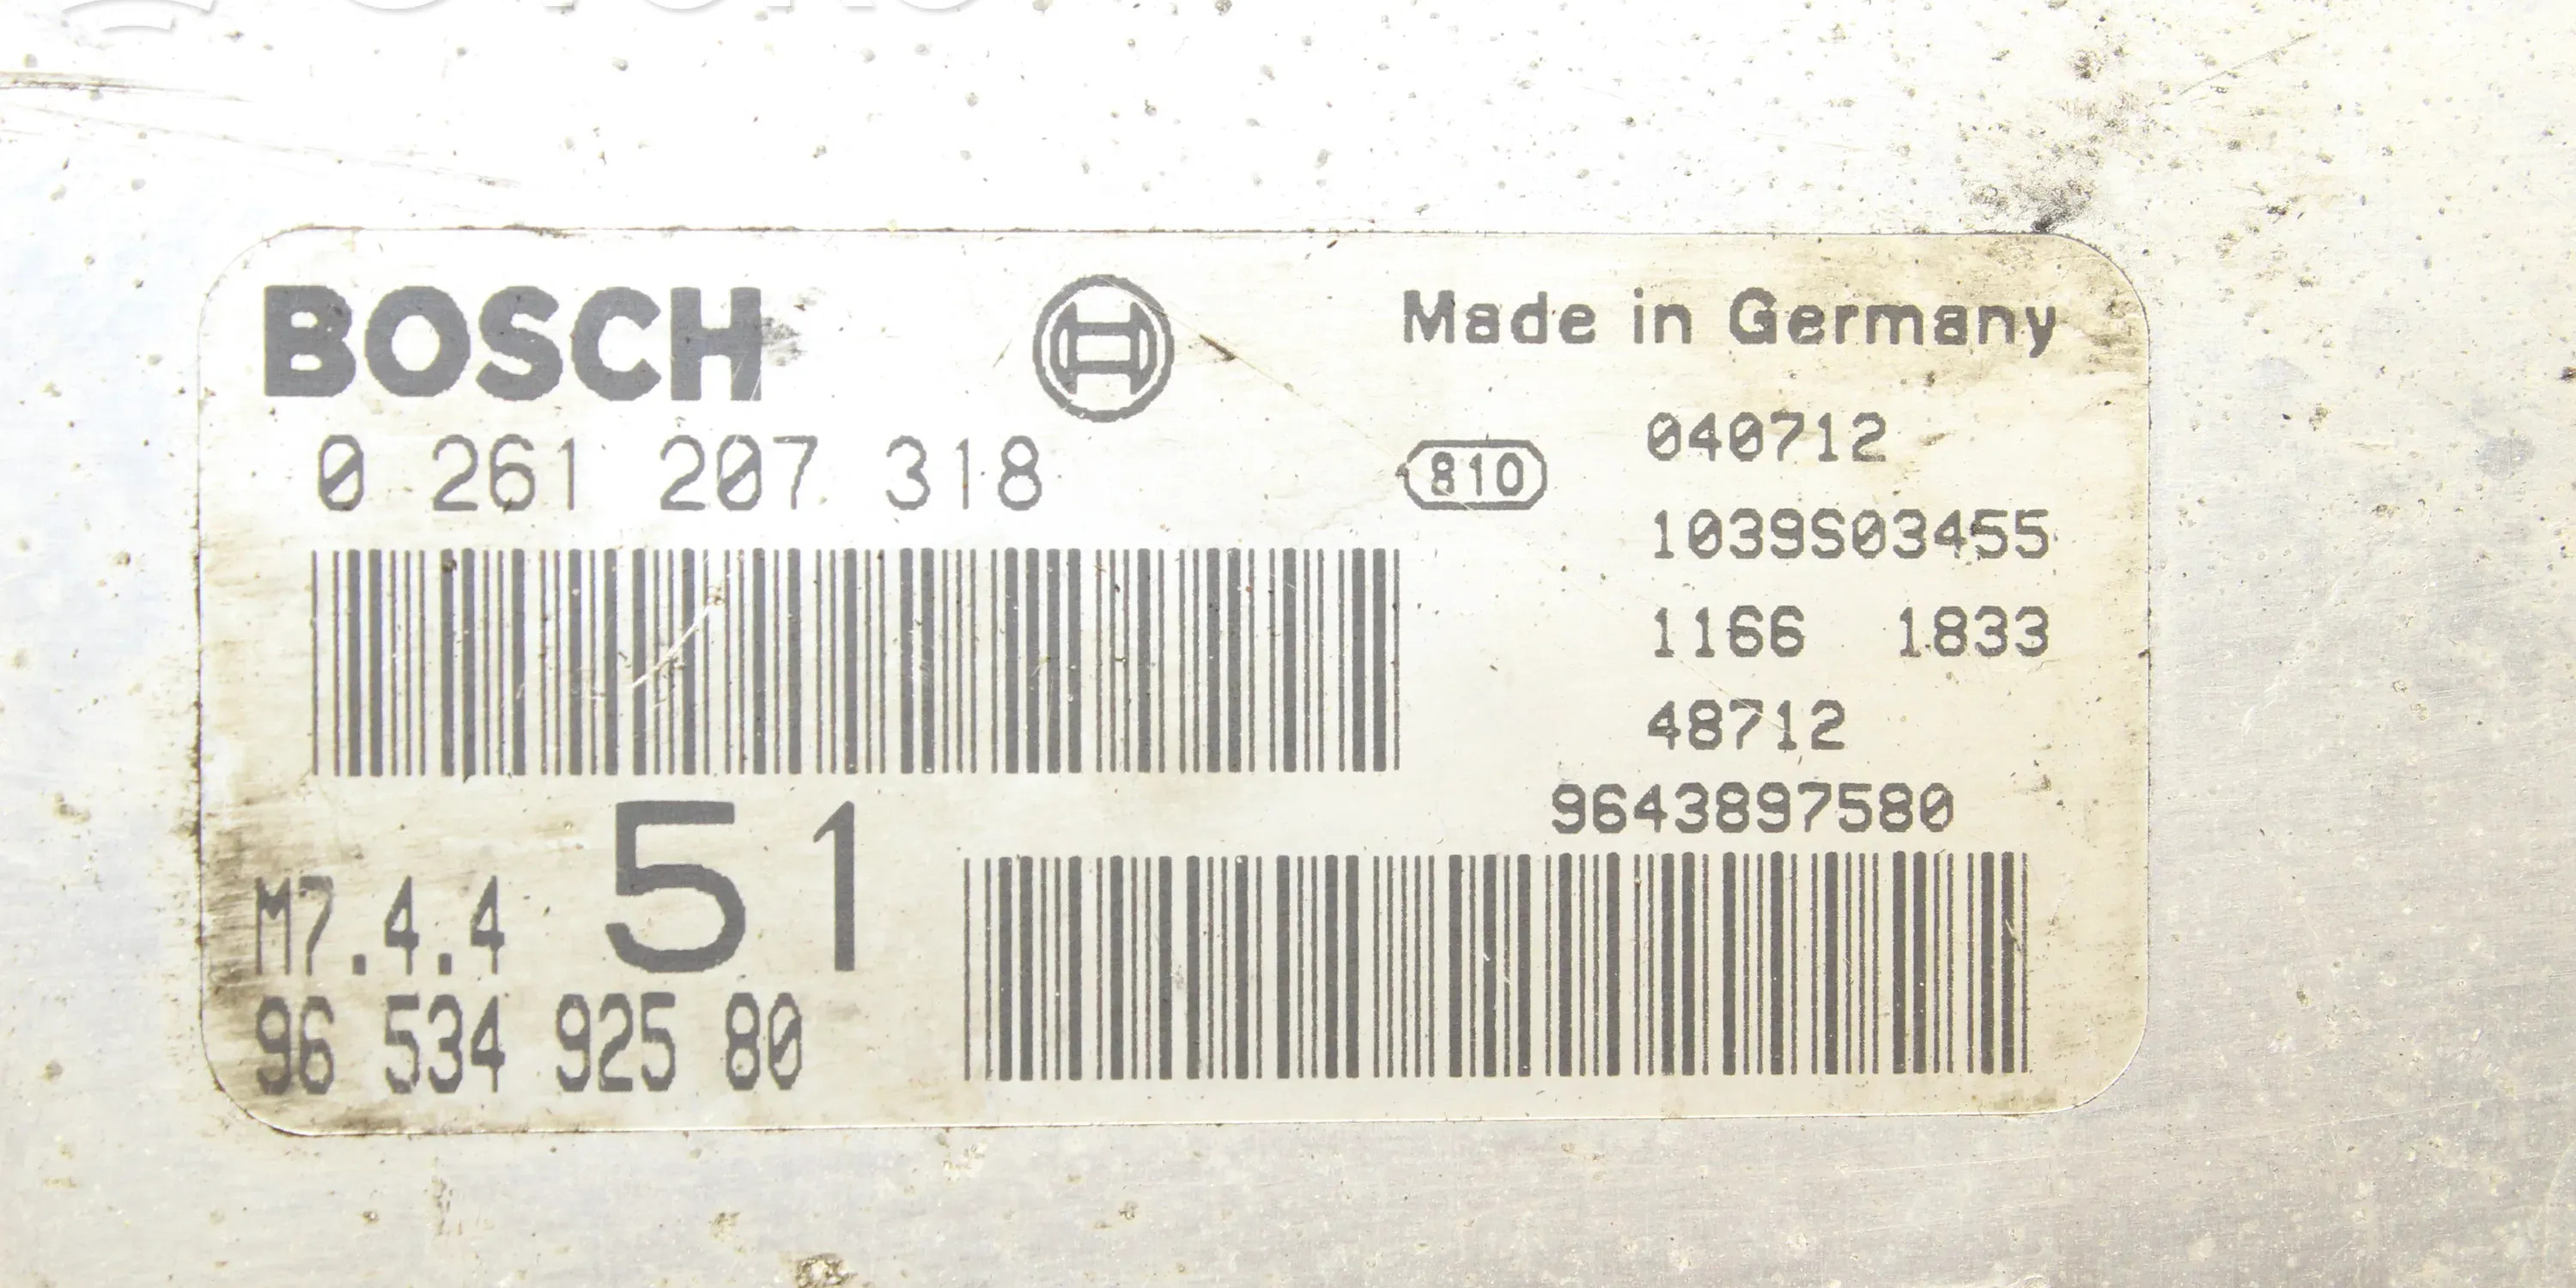 BOSCH
Made in Germany
0 261 207 318
810
040712
1039S03455
1166 1833
48712
9643897580
M7.4.4 51
96 534 925 80